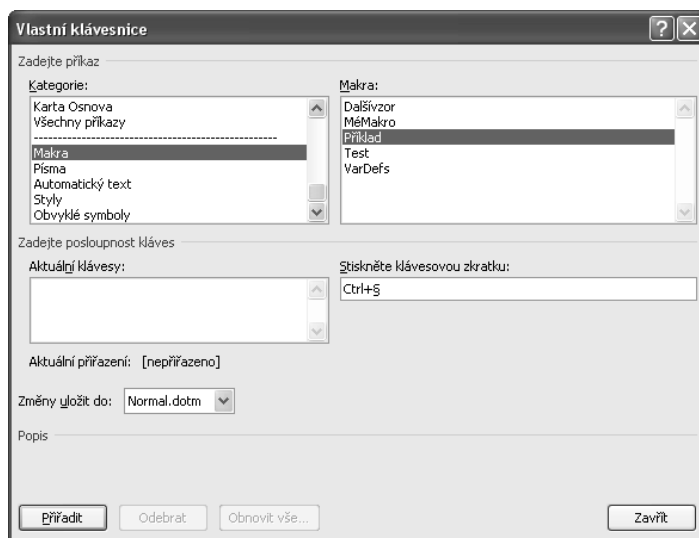 Vlastní klávesnice
Zadejte příkaz
Kategorie:
Makra:
Karta Osnova
Všechny příkazy
---------------------------------------------------
Makra
Písma
Automatický text
Styly
Obvyklé symboly
Dalšívzor
MéMakro
Příklad
Test
VarDefs
Zadejte posloupnost kláves
Aktuální klávesy:
Stiskněte klávesovou zkratku:
Ctrl+§
Aktuální přiřazení: [nepřiřazeno]
Změny uložit do: Normal.dotm
Popis
Přiřadit Odebrat Obnovit vše... Zavřít